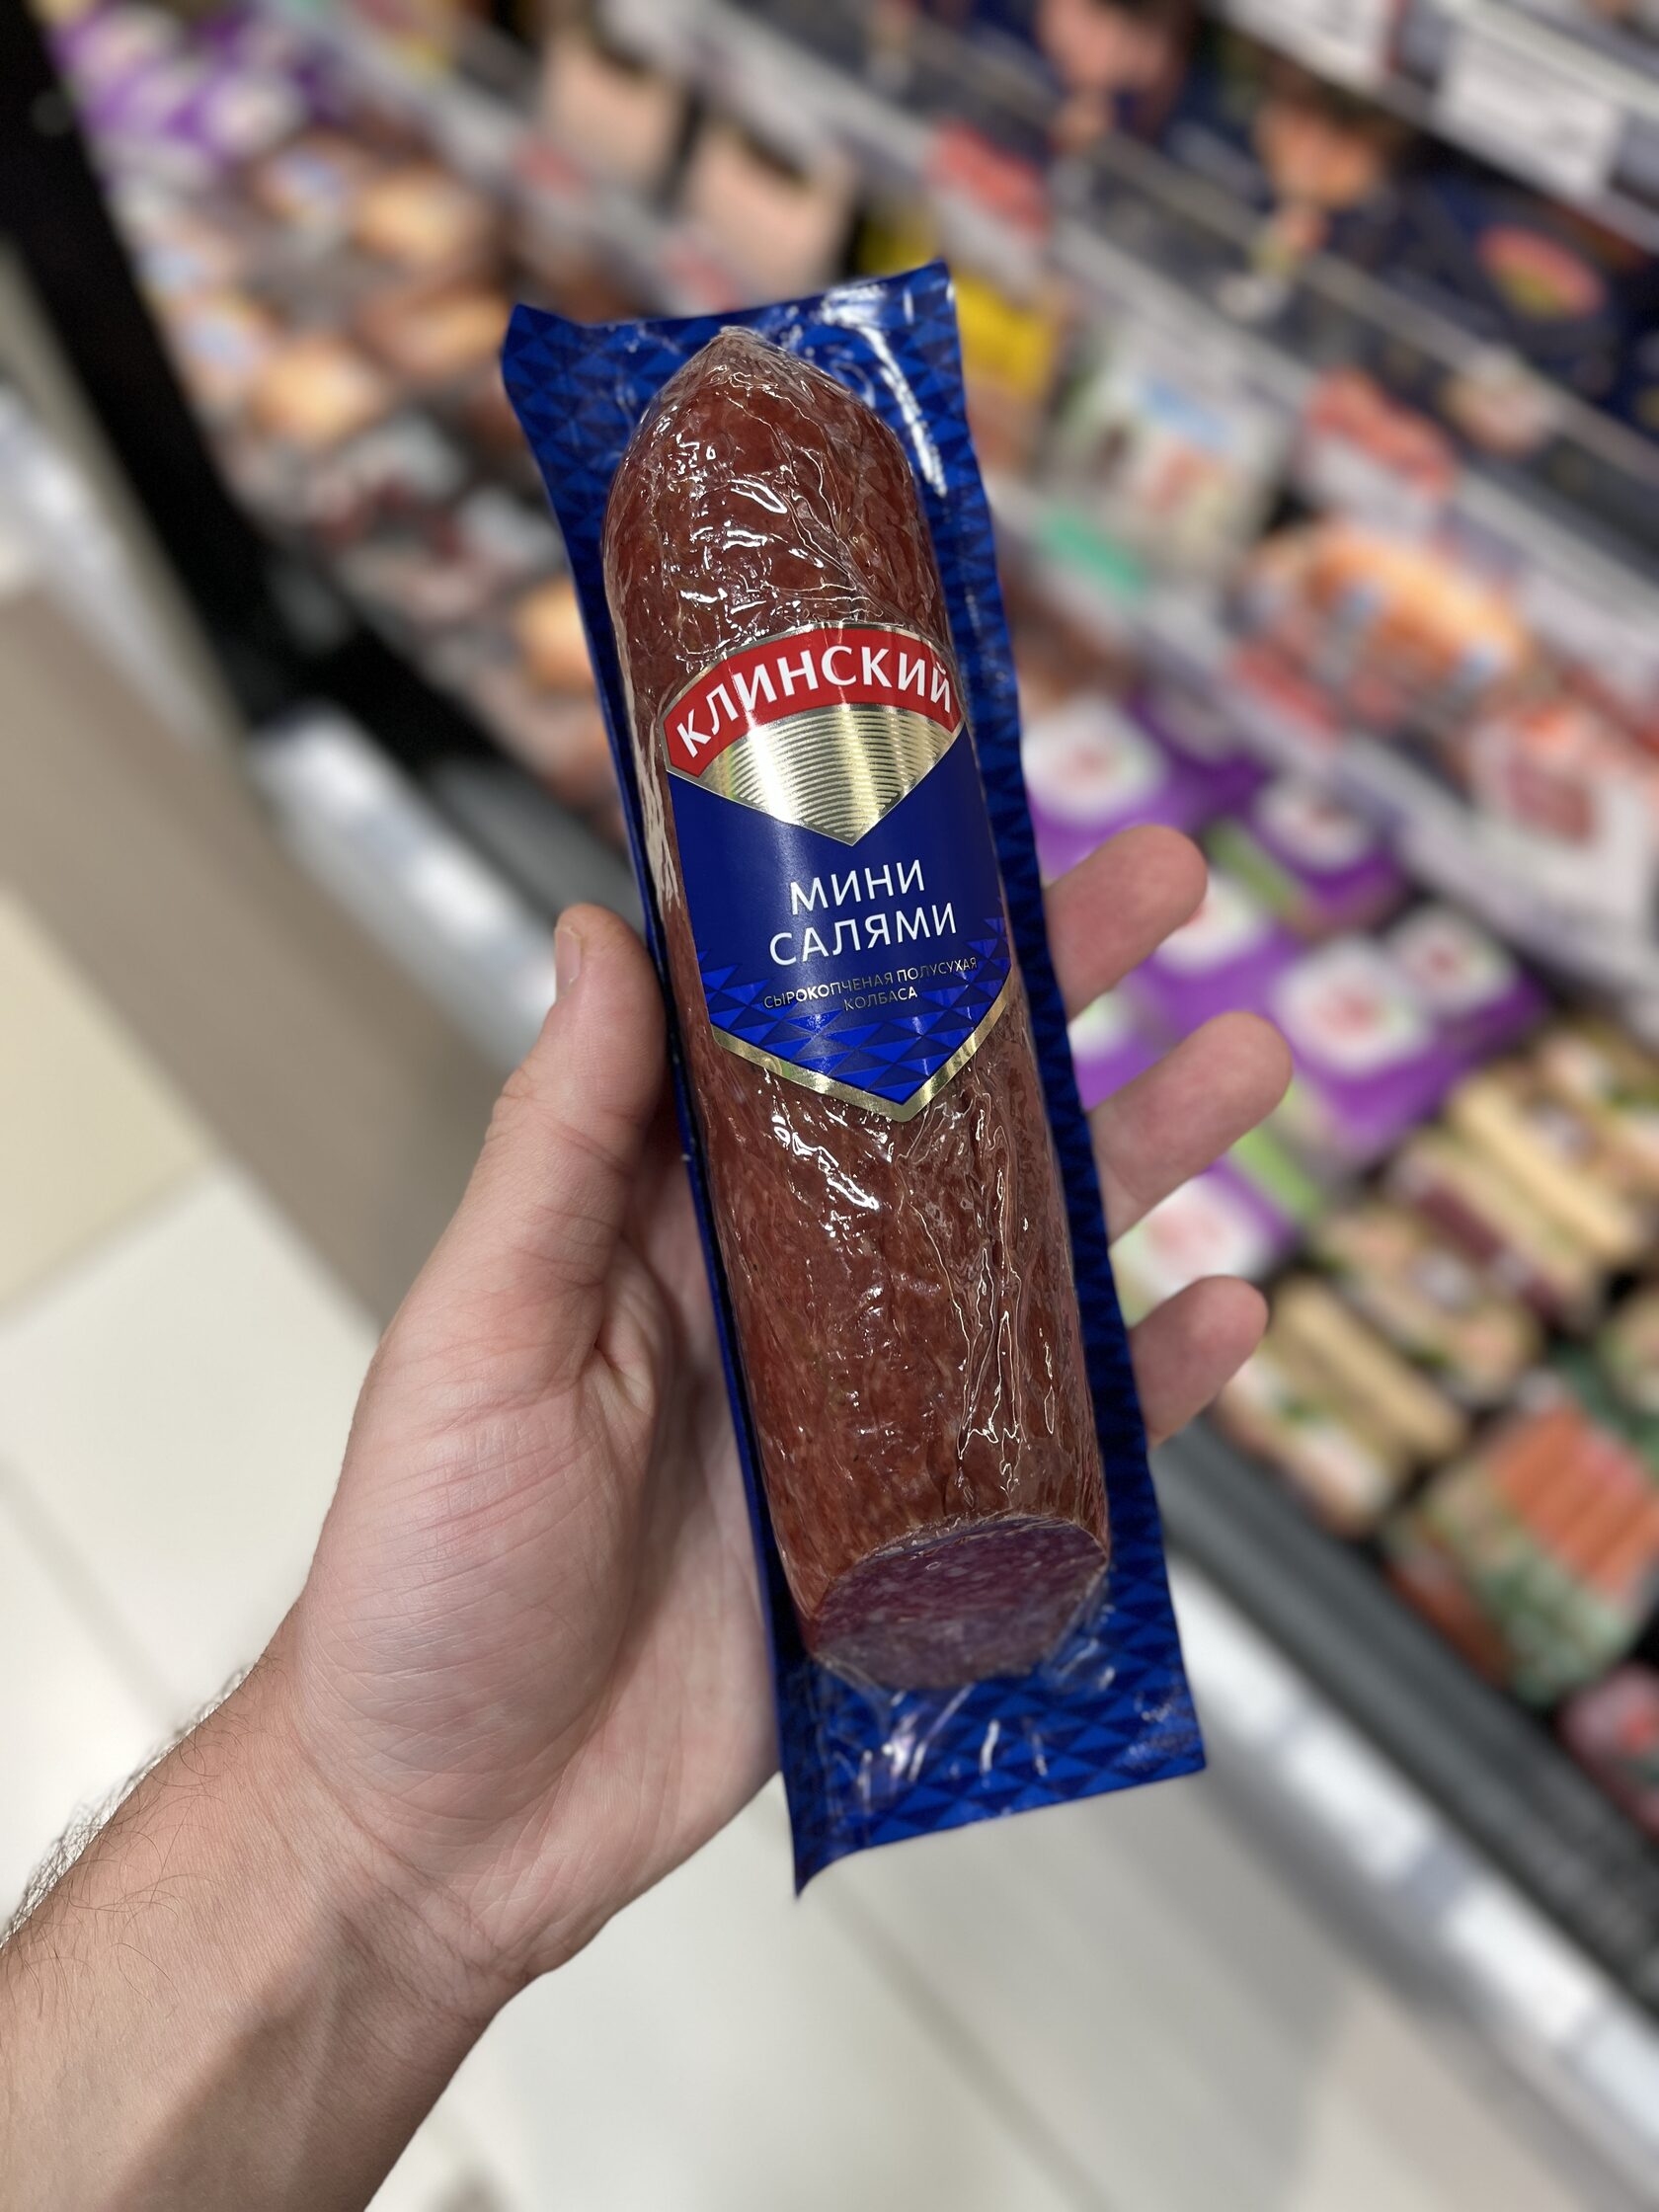 КЛИНСКИЙ
МИНИ
САЛЯМИ
СЫРОКОПЧЕНАЯ ПОЛУСУХАЯ
КОЛБАСА